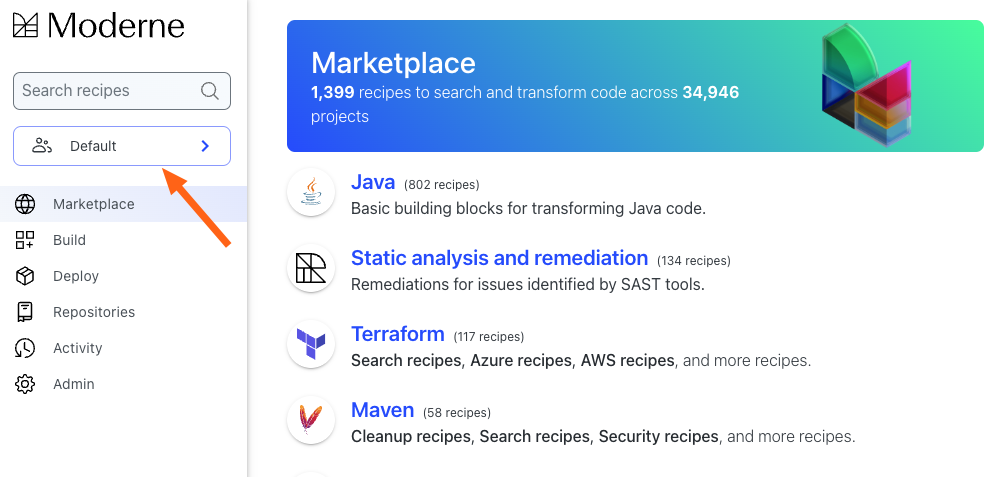 Moderne
Search recipes
Default
Marketplace
Build
Deploy
Repositories
Activity
Admin
Marketplace
1,399 recipes to search and transform code across 34,946
projects
Java (802 recipes)
Basic building blocks for transforming Java code.
Static analysis and remediation (134 recipes)
Remediations for issues identified by SAST tools.
Terraform (117 recipes)
Search recipes, Azure recipes, AWS recipes, and more recipes.
Maven (58 recipes)
Cleanup recipes, Search recipes, Security recipes, and more recipes.